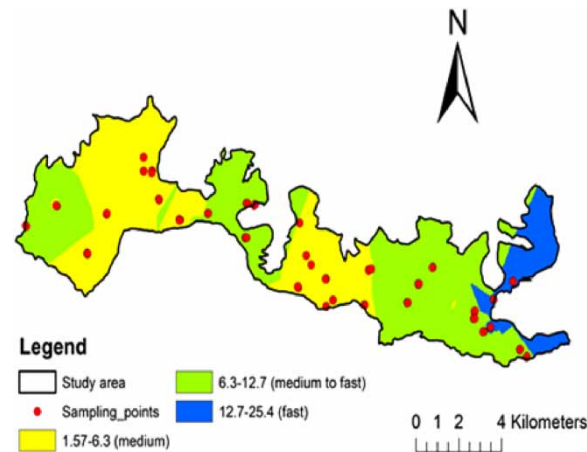 N
Legend
Study area
Sampling_points
1.57-6.3 (medium)
6.3-12.7 (medium to fast)
12.7-25.4 (fast)
0 1 2 4 Kilometers